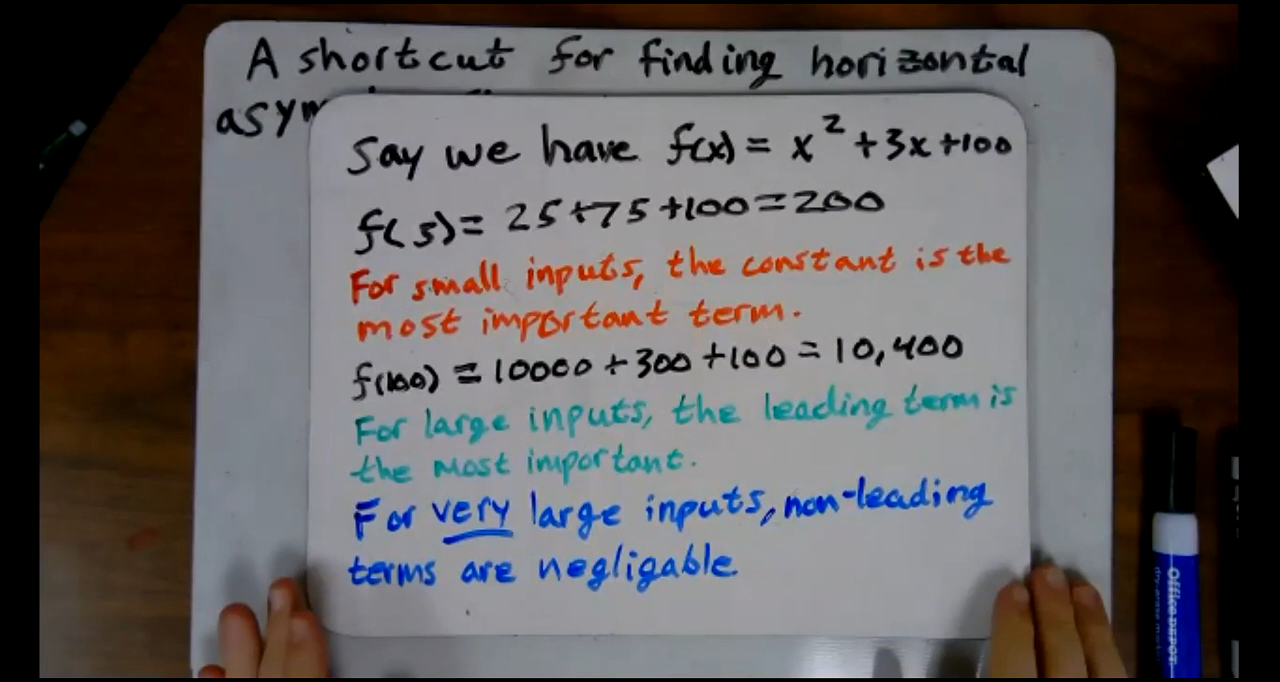 A shortcut for finding horizontal
Say we have f(x) = x² + 3x + 100
f(5) = 25 + 75 + 100 = 200
For small inputs, the constant is the
most important term.
f(100) = 10000 + 300 + 100 = 10,400
For large inputs, the leading term is
the most important.
For very large inputs, non-leading
terms are negligable.
Office DEPOT